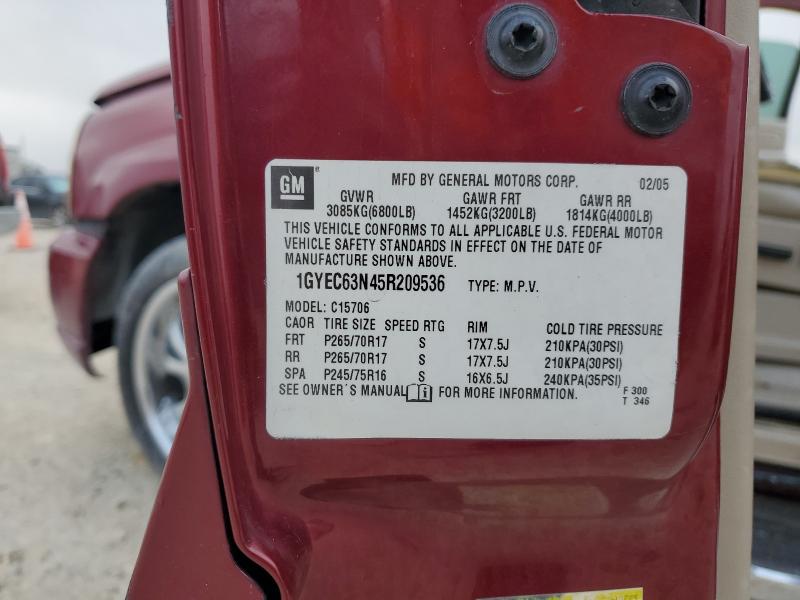 GM ® MFD BY GENERAL MOTORS CORP. 02/05
GVWR GAWR FRT GAWR RR
3085KG(6800LB) 1452KG(3200LB) 1814KG(4000LB)
THIS VEHICLE CONFORMS TO ALL APPLICABLE U.S. FEDERAL MOTOR
VEHICLE SAFETY STANDARDS IN EFFECT ON THE DATE OF
MANUFACTURE SHOWN ABOVE.
1GYEC63N45R209536 TYPE: M.P.V.
MODEL: C15706
CAOR TIRE SIZE SPEED RTG RIM COLD TIRE PRESSURE
FRT P265/70R17 S 17X7.5J 210KPA(30PSI)
RR P265/70R17 S 17X7.5J 210KPA(30PSI)
SPA P245/75R16 S 16X6.5J 240KPA(35PSI)
SEE OWNER'S MANUAL i FOR MORE INFORMATION. F 300
T 346